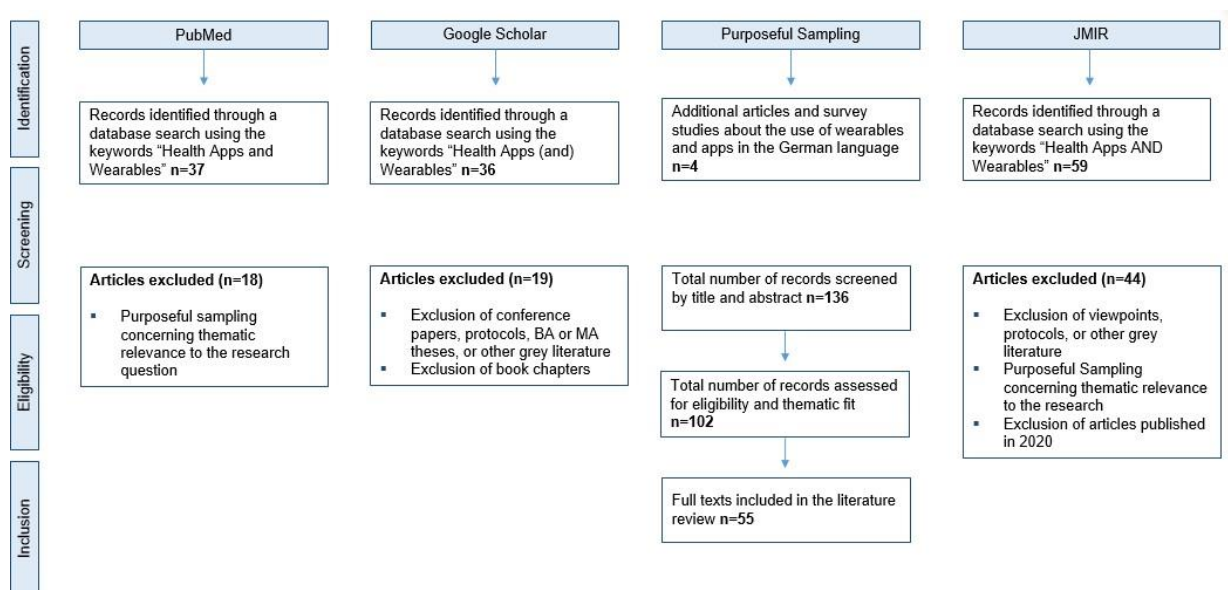 Identification
Screening
Eligibility
Inclusion
PubMed
Records identified through a
database search using the
keywords “Health Apps and
Wearables” n=37
Articles excluded (n=18)
▪ Purposeful sampling
concerning thematic
relevance to the research
question
Google Scholar
Records identified through a
database search using the
keywords “Health Apps (and)
Wearables” n=36
Articles excluded (n=19)
▪ Exclusion of conference
papers, protocols, BA or MA
theses, or other grey literature
▪ Exclusion of book chapters
Purposeful Sampling
Additional articles and survey
studies about the use of wearables
and apps in the German language
n=4
Total number of records screened
by title and abstract n=136
Total number of records assessed
for eligibility and thematic fit
n=102
Full texts included in the literature
review n=55
JMIR
Records identified through a
database search using the
keywords “Health Apps AND
Wearables” n=59
Articles excluded (n=44)
▪ Exclusion of viewpoints,
protocols, or other grey
literature
▪ Purposeful Sampling
concerning thematic relevance
to the research
▪ Exclusion of articles published
in 2020